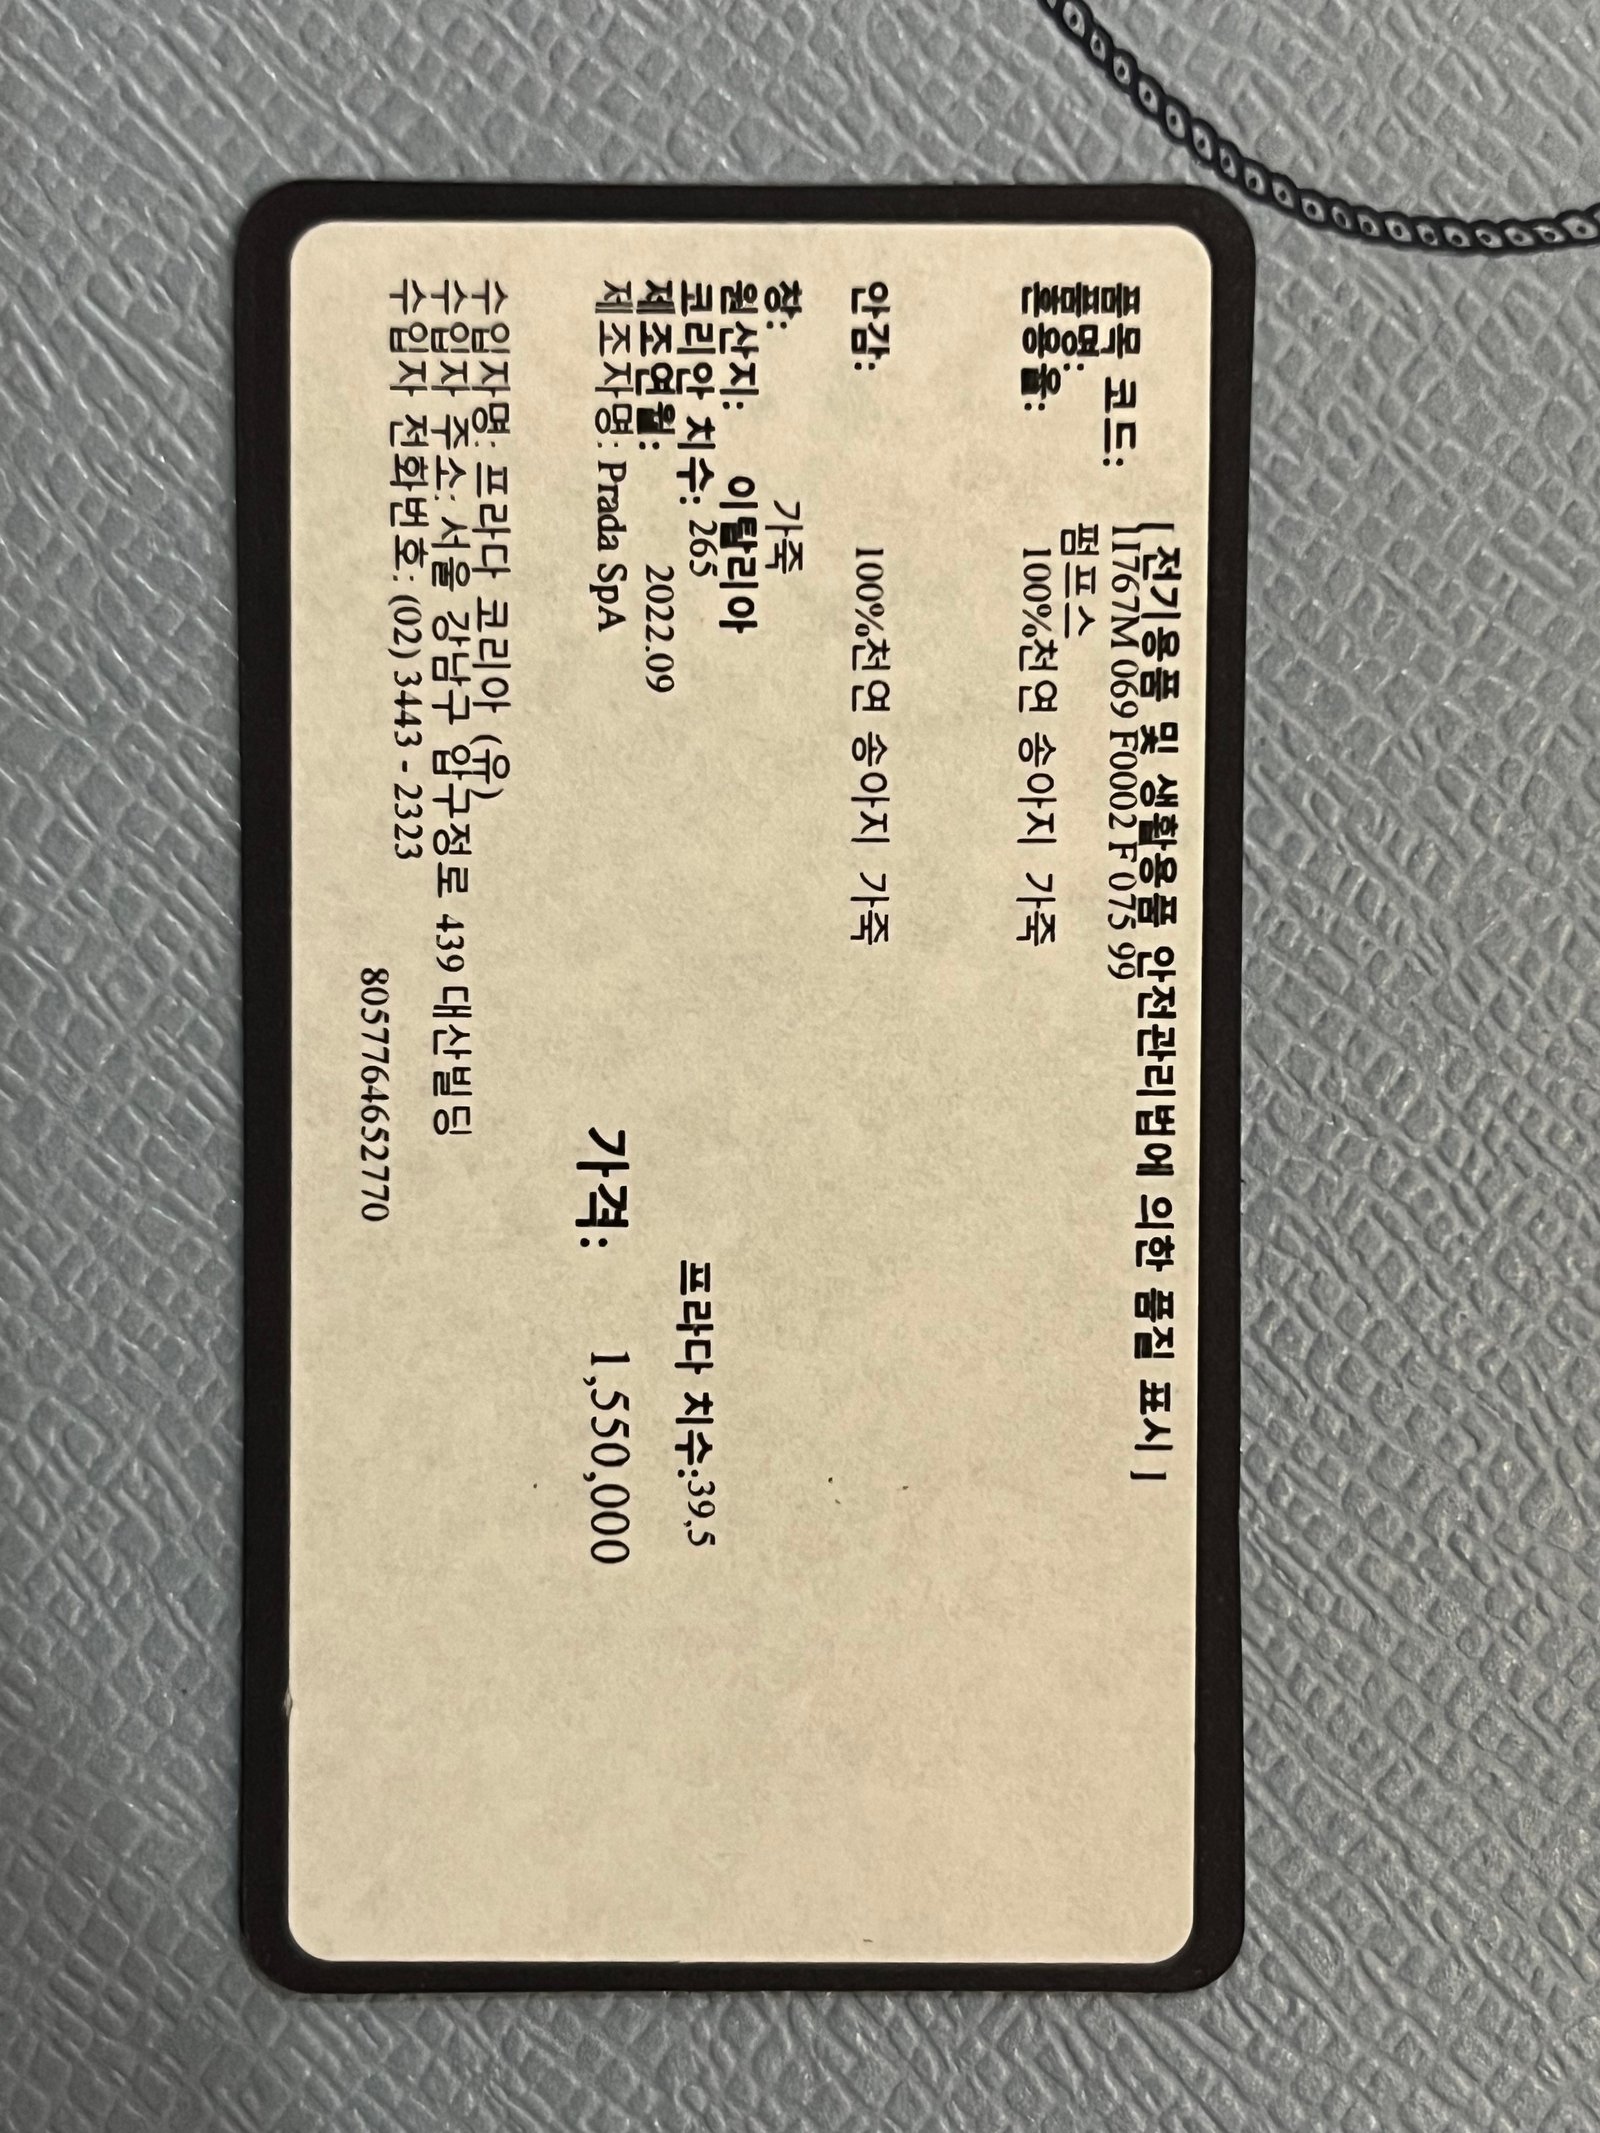 [ 전기용품 및 생활용품 안전관리법에 의한 품질 표시 ]
품목 코드: 1I767M 069 F0002 F 075 99
품명: 펌프스
혼용율: 100%천연 송아지 가죽
안감: 100%천연 송아지 가죽
창: 가죽
원산지: 이탈리아
코리안 치수: 265 프라다 치수:39,5
제조연월: 2022.09
제조자명: Prada SpA 가격: 1,550,000
수입자명: 프라다 코리아 (유)
수입자 주소: 서울 강남구 압구정로 439 대산빌딩
수입자 전화번호: (02) 3443 - 2323
8057764652770